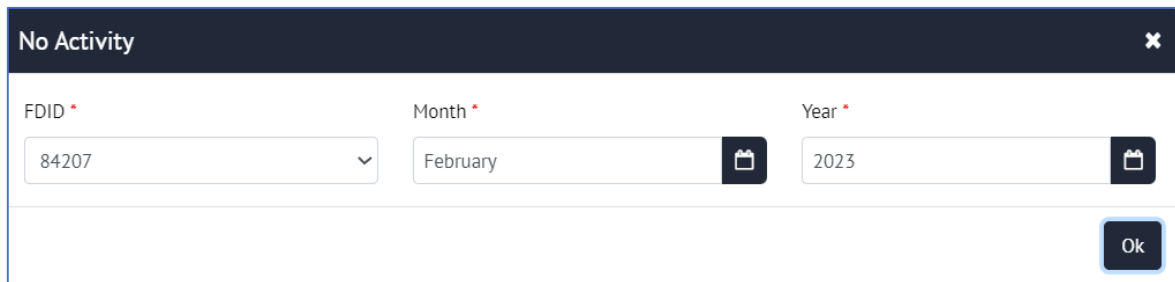 No Activity
FDID * Month * Year *
84207 February 2023
Ok